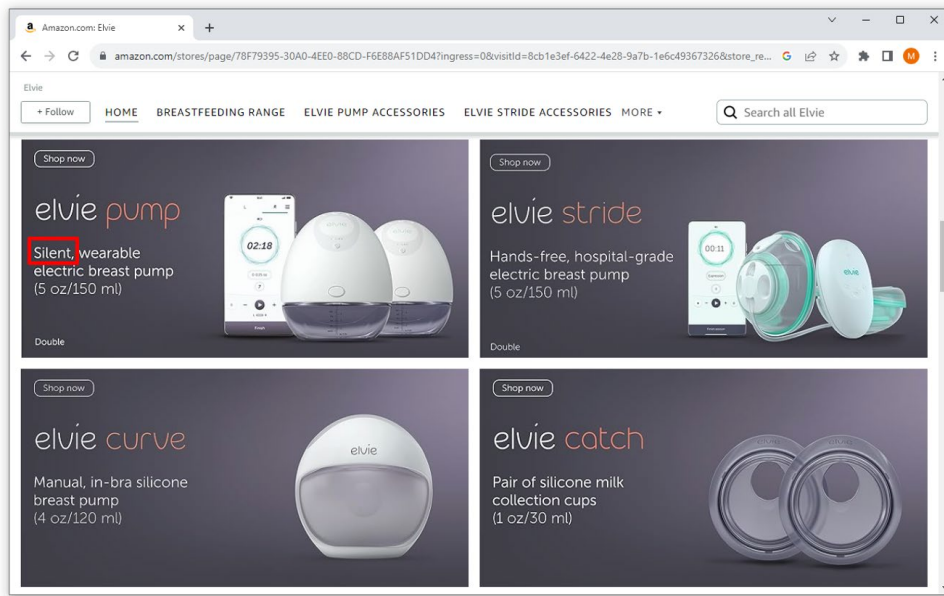 Amazon.com: Elvie
amazon.com/stores/page/78F79395-30A0-4EE0-88CD-F6E88AF51DD4?ingress=0&visitId=8cb1e3ef-6422-4e28-9a7b-1e6c49367326&store_re...
M
Elvie
+ Follow
HOME
BREASTFEEDING RANGE
ELVIE PUMP ACCESSORIES
ELVIE STRIDE ACCESSORIES
MORE
Search all Elvie
Shop now
elvie pump
Silent, wearable
electric breast pump
(5 oz/150 ml)
Double
02:18
Shop now
elvie stride
Hands-free, hospital-grade
electric breast pump
(5 oz/150 ml)
Double
00:11
elvie
Shop now
elvie curve
Manual, in-bra silicone
breast pump
(4 oz/120 ml)
elvie
Shop now
elvie catch
Pair of silicone milk
collection cups
(1 oz/30 ml)